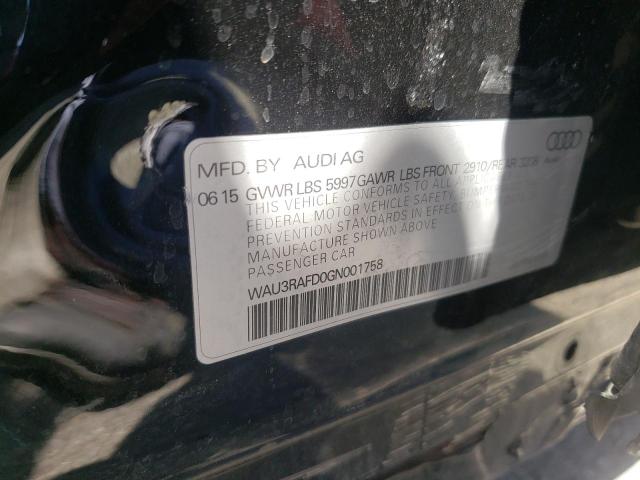 MFD. BY AUDI AG
06 15 GVWR LBS 5997 GAWR LBS FRONT 2910/REAR 3208
THIS VEHICLE CONFORMS TO ALL
FEDERAL MOTOR VEHICLE SAFETY, BUMPER
PREVENTION STANDARDS IN EFFECT ON
MANUFACTURE SHOWN ABOVE
PASSENGER CAR
WAU3RAFD0GN001758